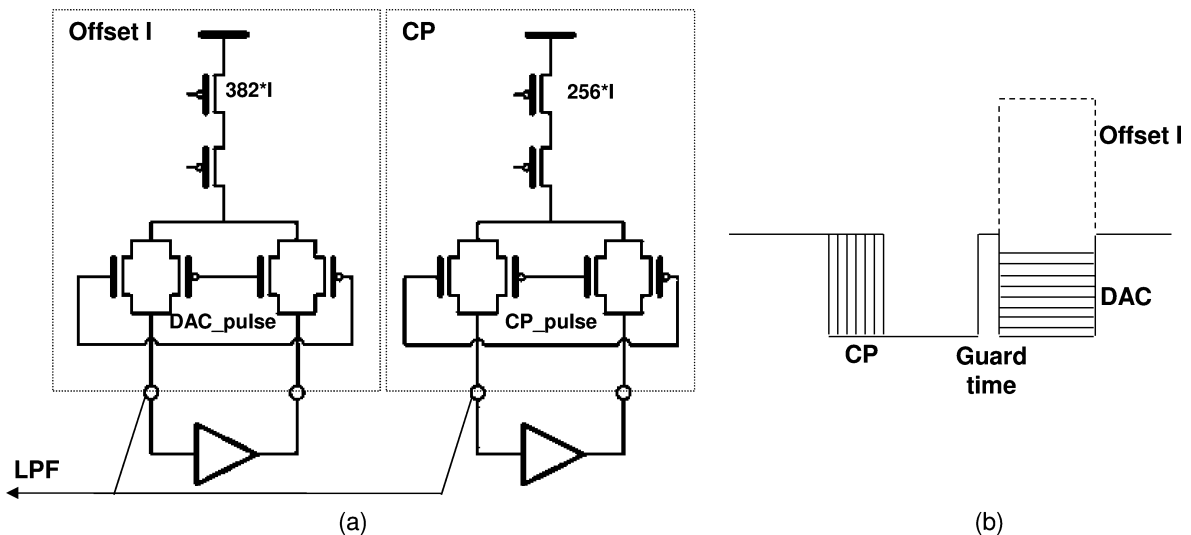 Offset I
CP
382*I
256*I
DAC_pulse
CP_pulse
LPF
(a)
Offset I
DAC
CP
Guard
time
(b)